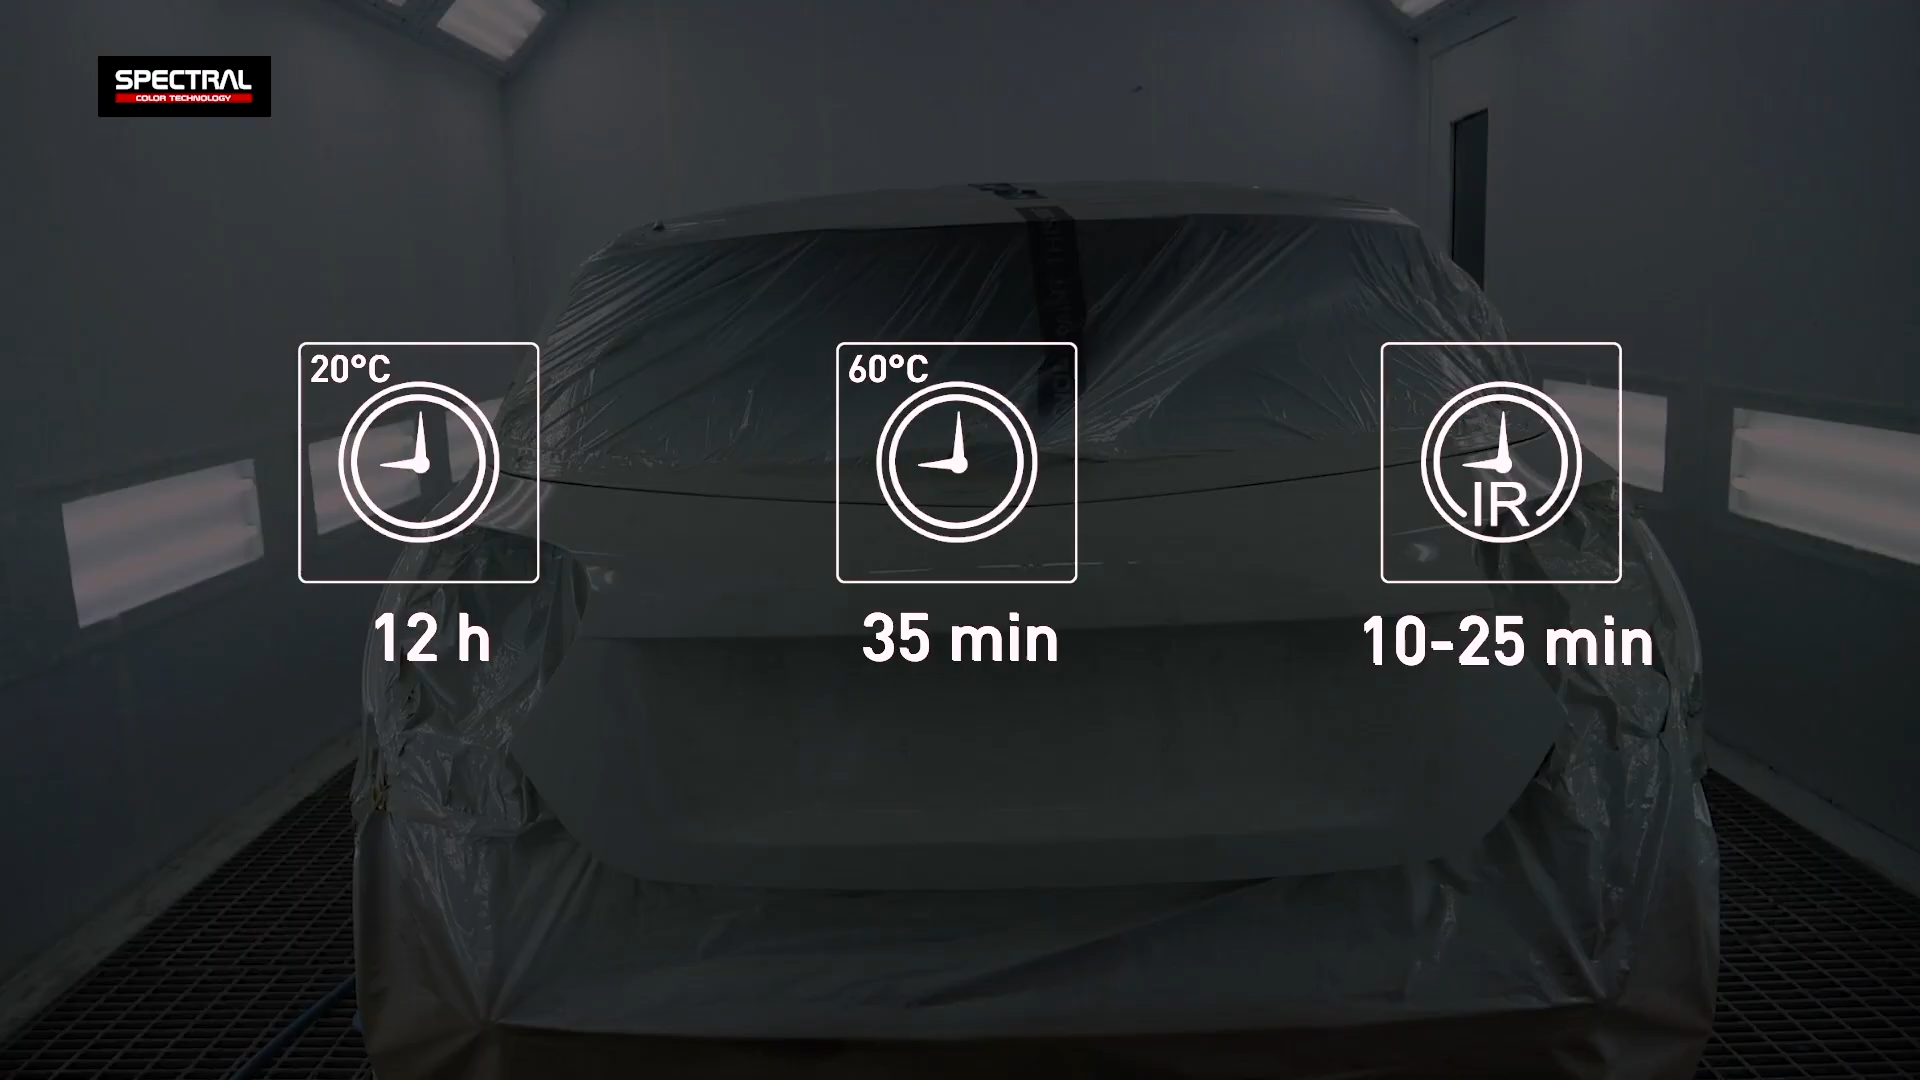 SPECTRAL
COLOR TECHNOLOGY
20°C
60°C
IR
12 h
35 min
10-25 min